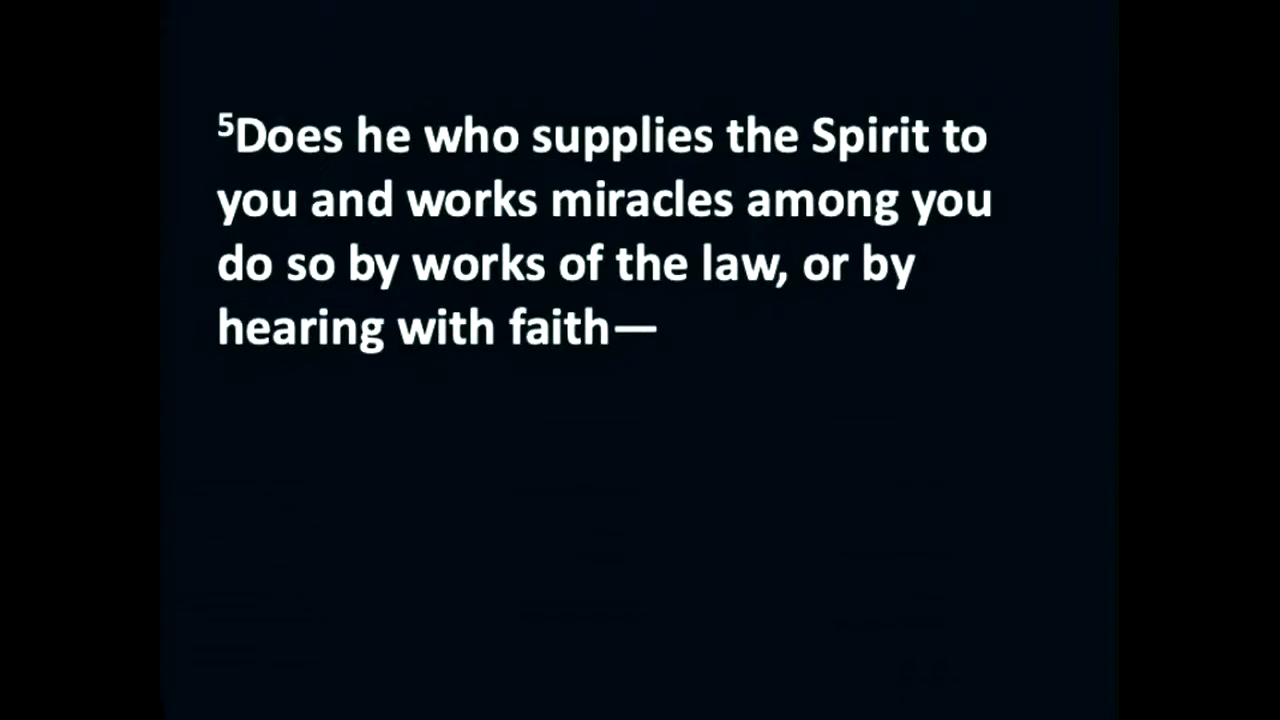 ⁵Does he who supplies the Spirit to
you and works miracles among you
do so by works of the law, or by
hearing with faith—